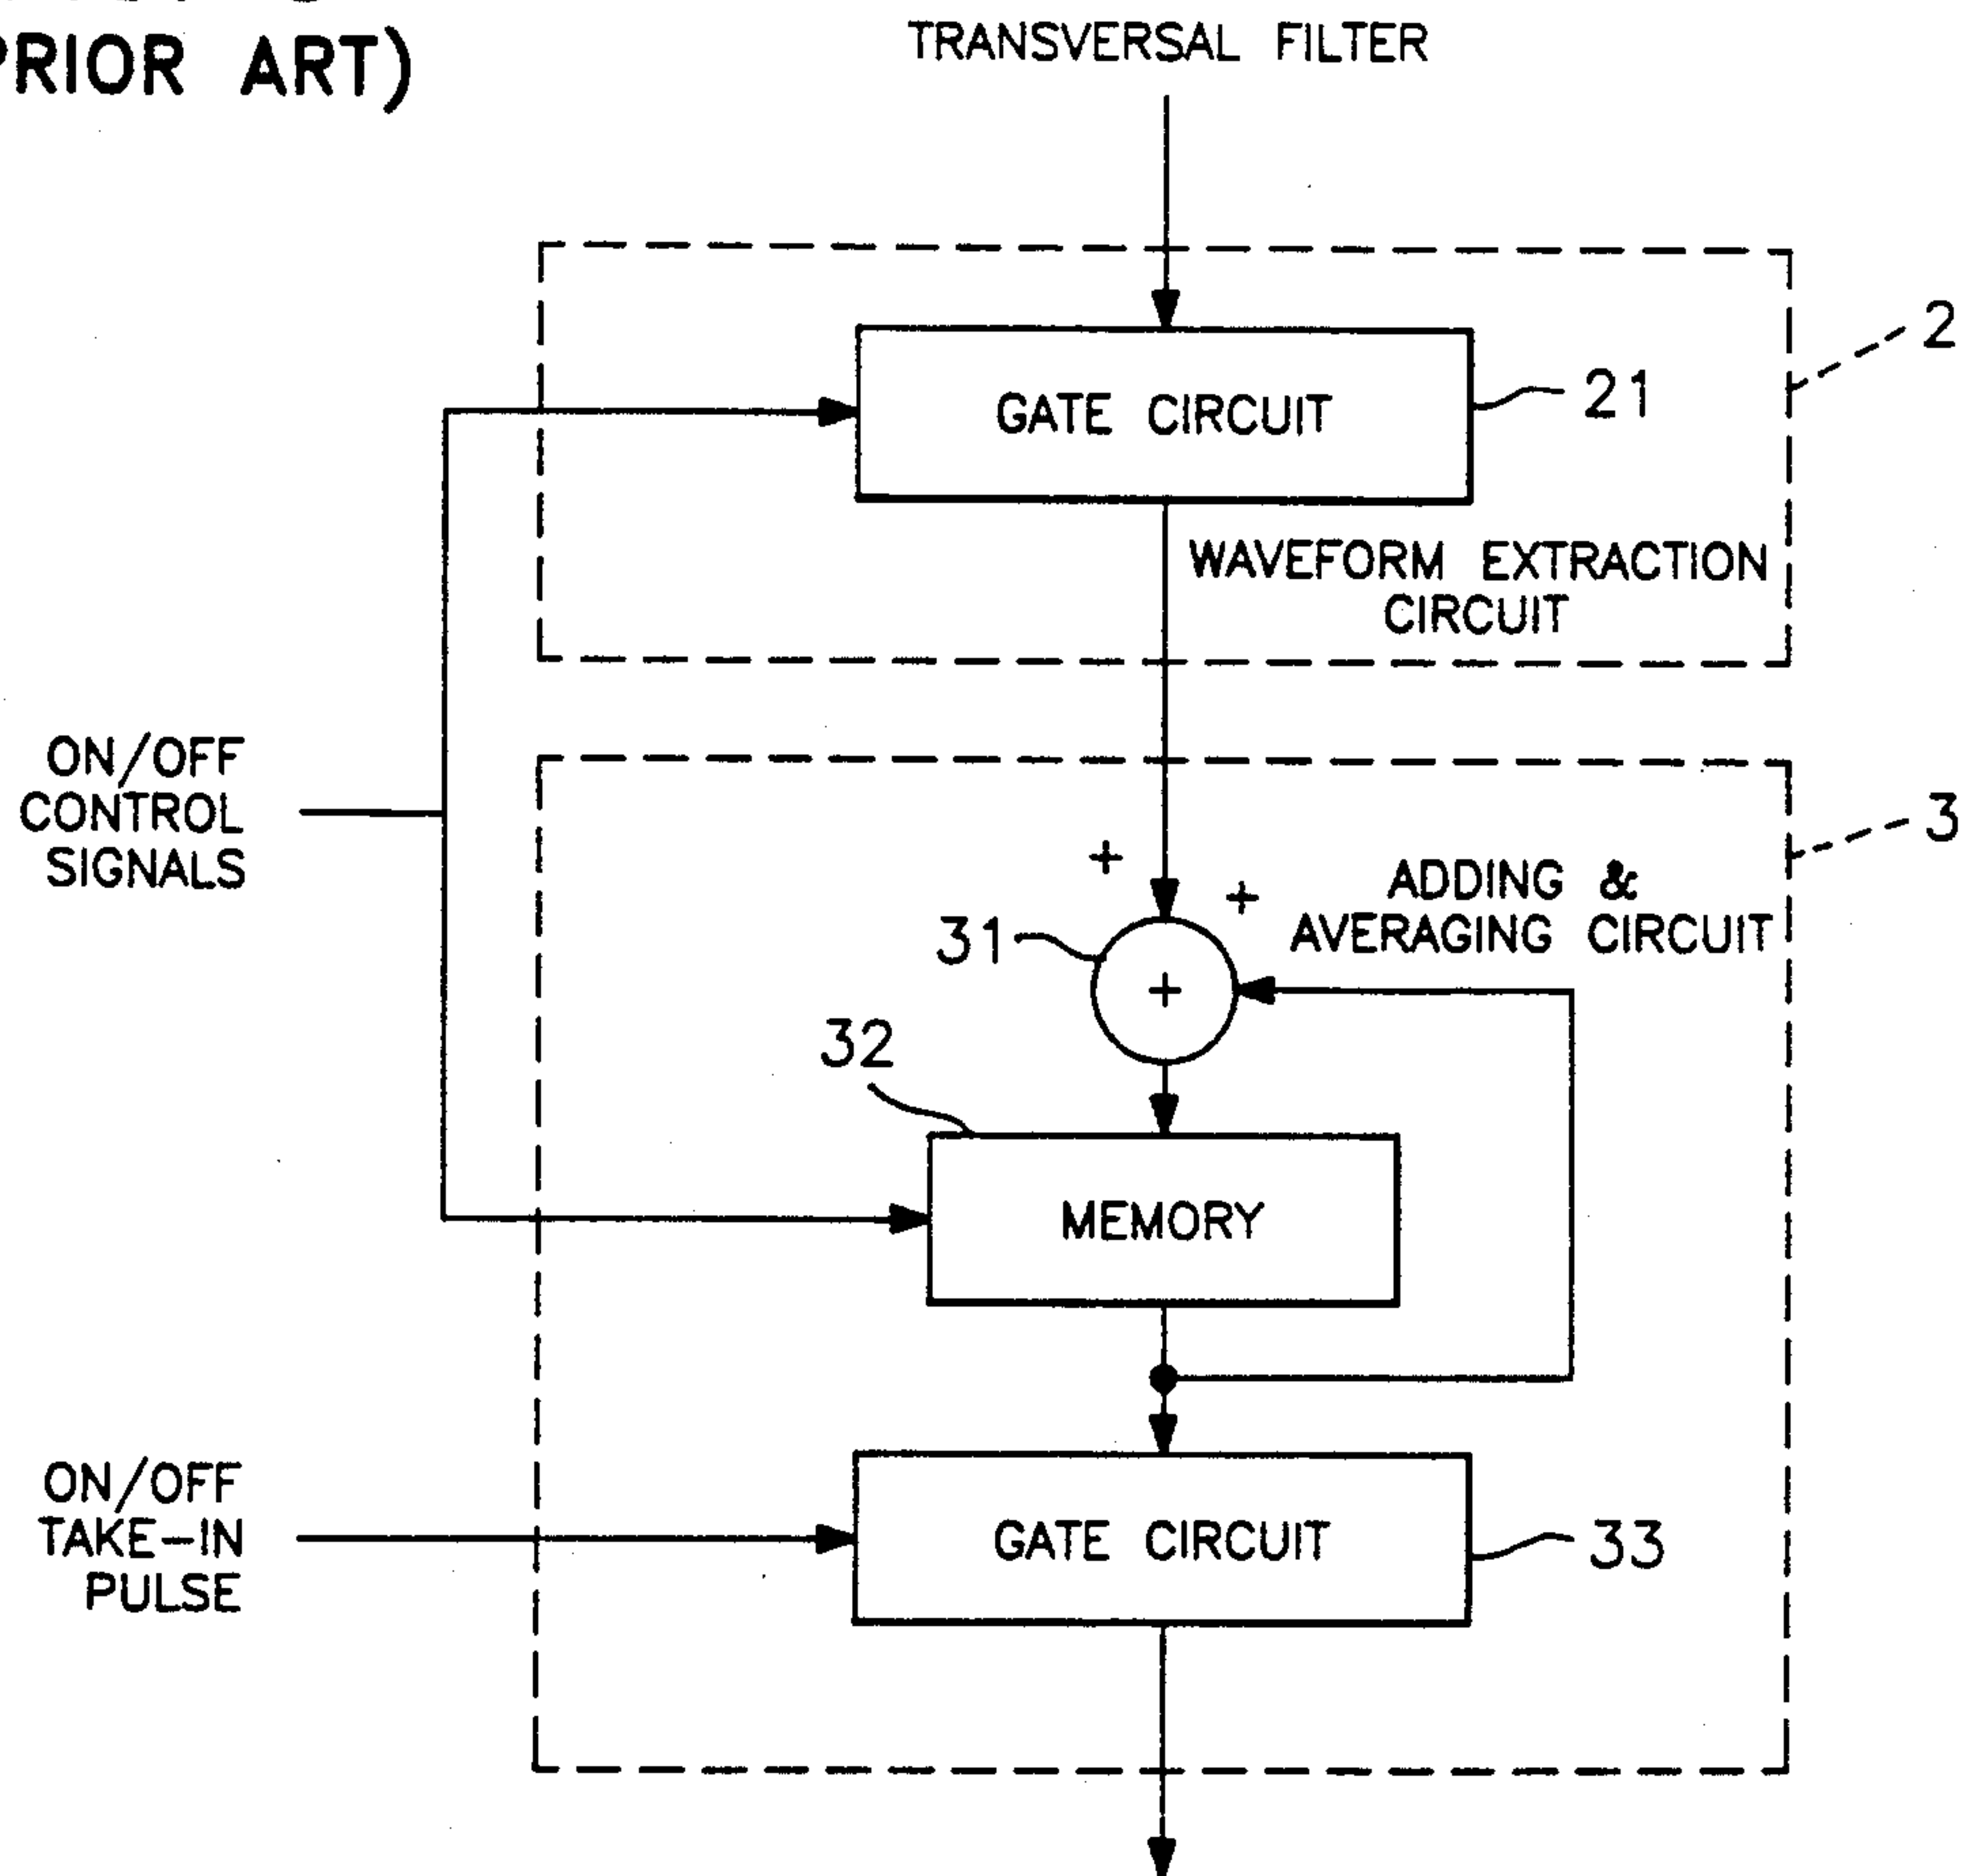 PRIOR ART)
TRANSVERSAL FILTER
2
GATE CIRCUIT
21
WAVEFORM EXTRACTION
CIRCUIT
ON/OFF
CONTROL
SIGNALS
3
+
+
ADDING &
AVERAGING CIRCUIT
31
+
32
MEMORY
ON/OFF
TAKE-IN
PULSE
GATE CIRCUIT
33